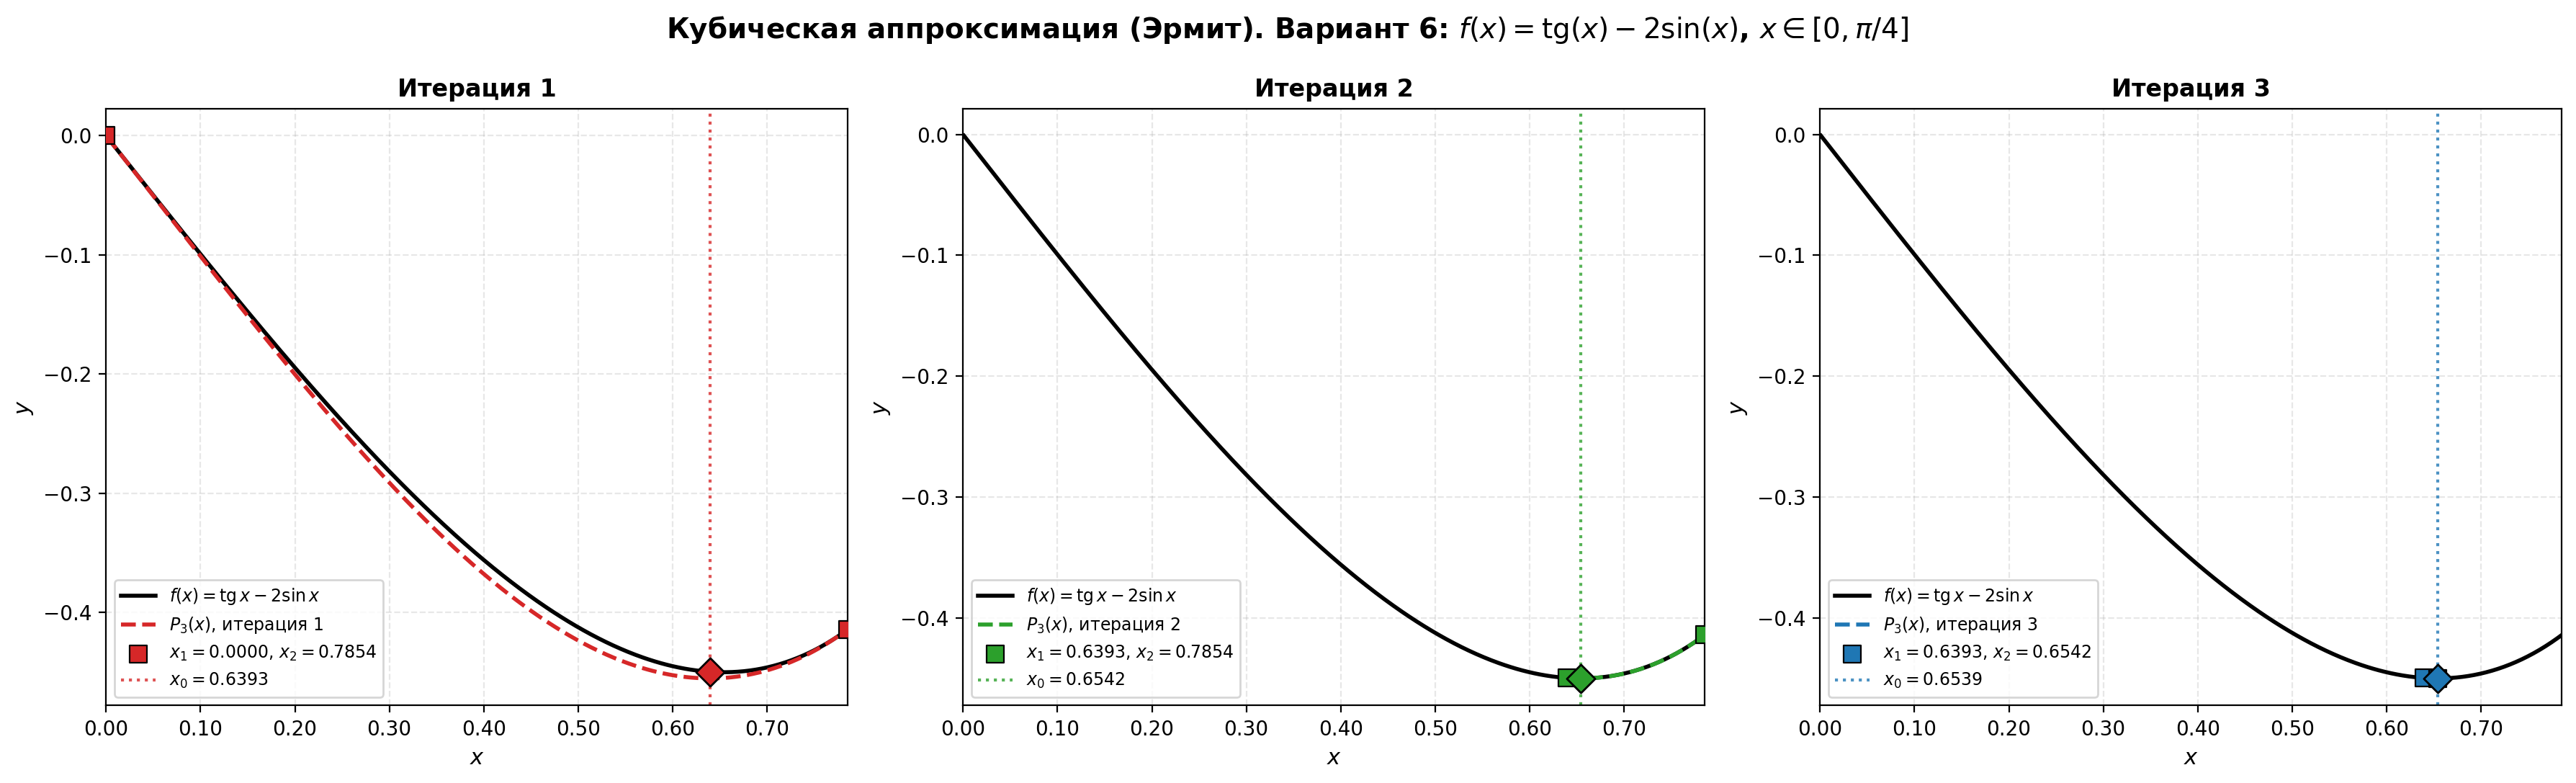 Кубическая аппроксимация (Эрмит). Вариант 6: f(x) = tg(x) − 2sin(x), x ∈ [0, π/4]
Итерация 1
0.0
−0.1
−0.2
−0.3
−0.4
y
f(x) = tg x − 2sin x
P₃(x), итерация 1
x₁ = 0.0000, x₂ = 0.7854
x₀ = 0.6393
0.00 0.10 0.20 0.30 0.40 0.50 0.60 0.70
x
Итерация 2
0.0
−0.1
−0.2
−0.3
−0.4
y
f(x) = tg x − 2sin x
P₃(x), итерация 2
x₁ = 0.6393, x₂ = 0.7854
x₀ = 0.6542
0.00 0.10 0.20 0.30 0.40 0.50 0.60 0.70
x
Итерация 3
0.0
−0.1
−0.2
−0.3
−0.4
y
f(x) = tg x − 2sin x
P₃(x), итерация 3
x₁ = 0.6393, x₂ = 0.6542
x₀ = 0.6539
0.00 0.10 0.20 0.30 0.40 0.50 0.60 0.70
x